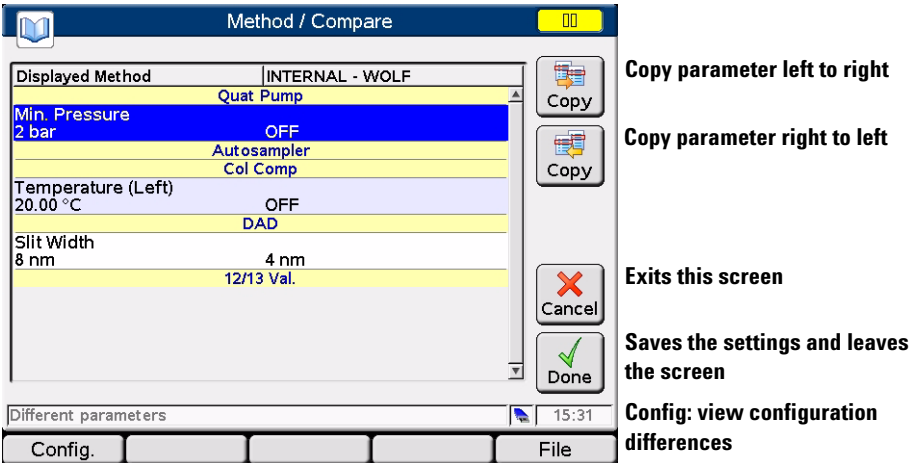 Method / Compare
Displayed Method INTERNAL - WOLF
Quat Pump
Min. Pressure
2 bar OFF
Autosampler
Col Comp
Temperature (Left)
20.00 °C OFF
DAD
Slit Width
8 nm 4 nm
12/13 Val.
Copy
Copy
Cancel
Done
Different parameters 15:31
Config. File
Copy parameter left to right
Copy parameter right to left
Exits this screen
Saves the settings and leaves
the screen
Config: view configuration
differences